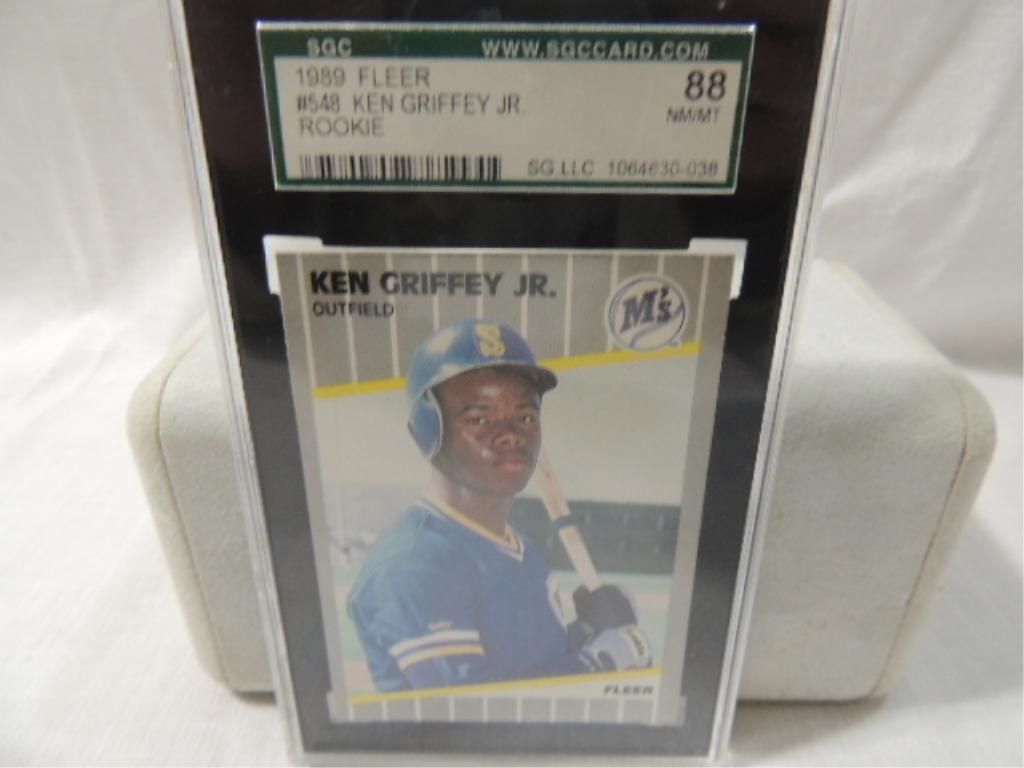 SGC WWW.SGCCARD.COM
1989 FLEER 88
#548 KEN GRIFFEY JR. NM/MT
ROOKIE
SG,LLC 1064630-038
KEN GRIFFEY JR.
OUTFIELD
M's
S
FLEER